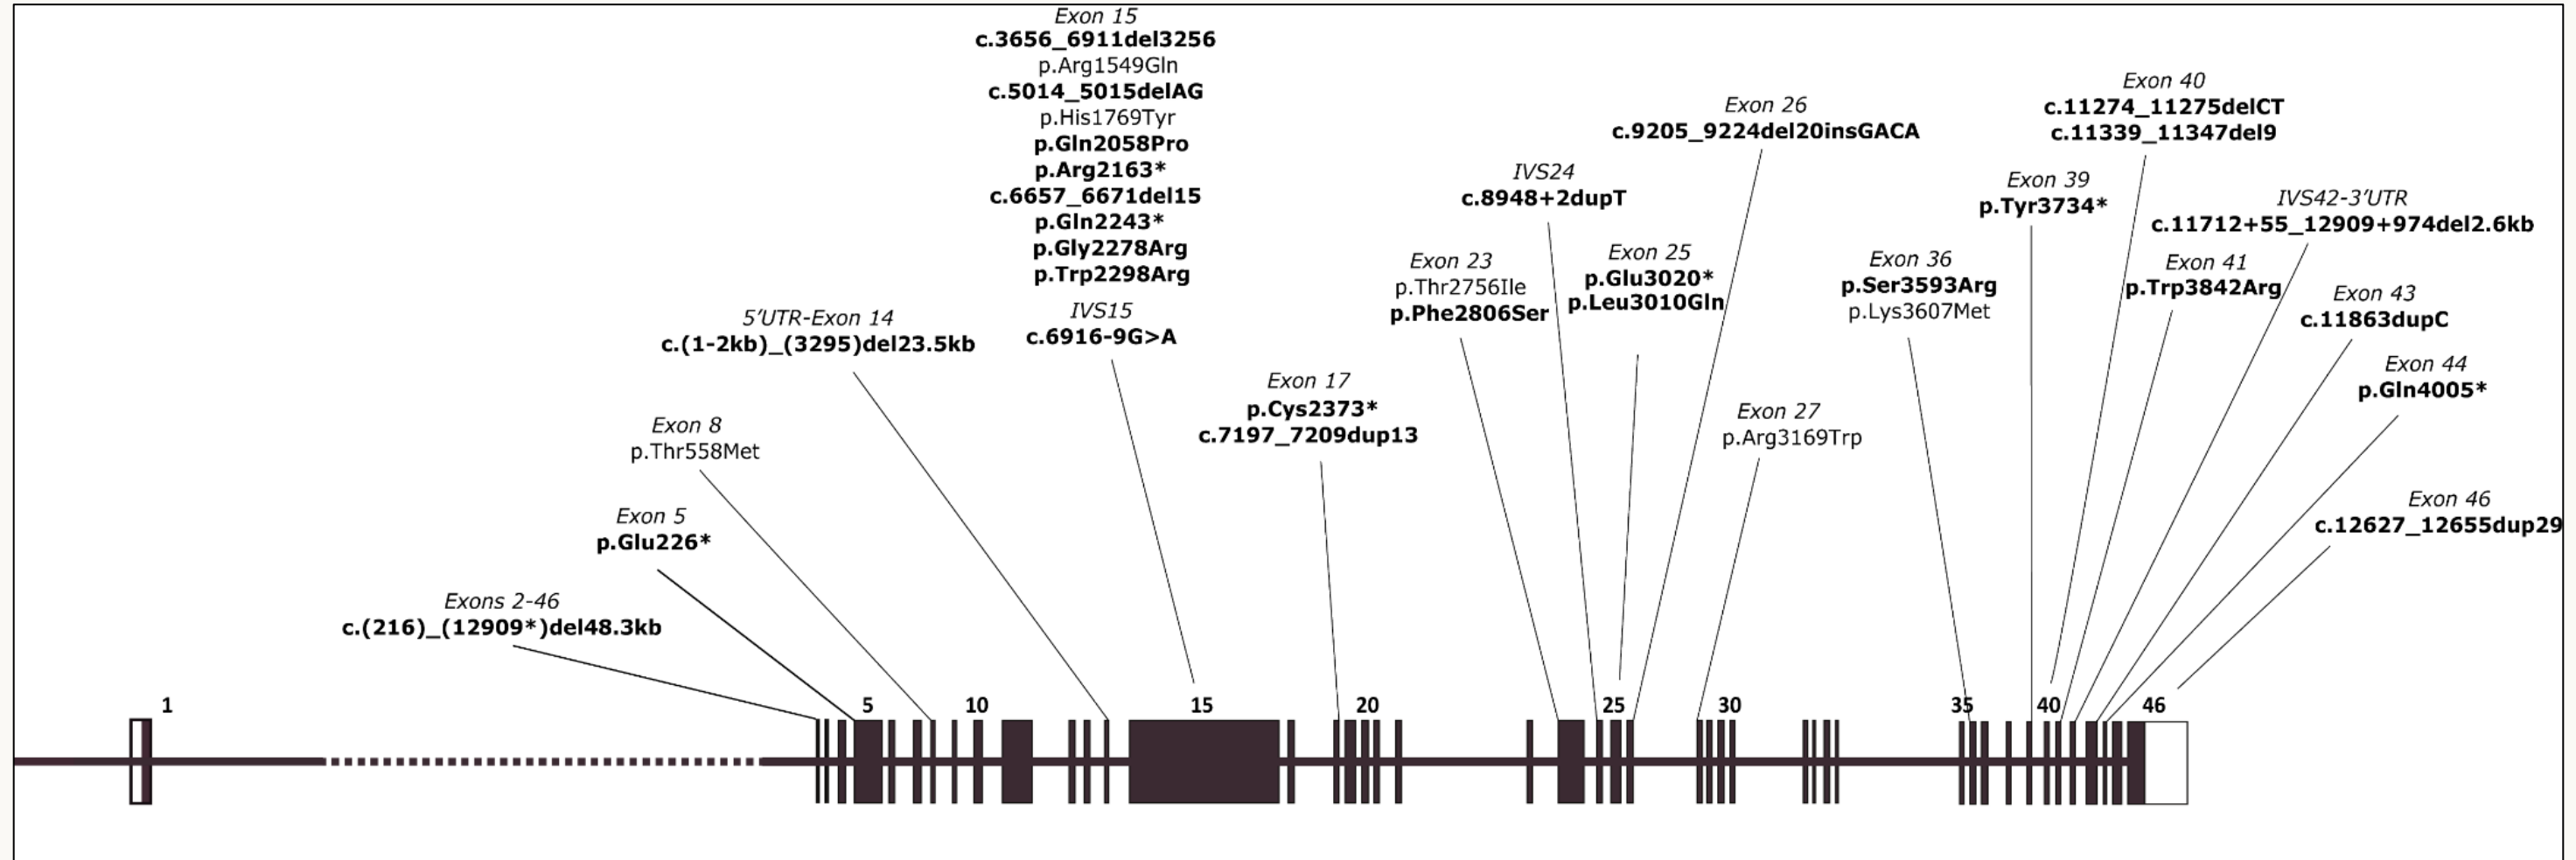 Exon 15
c.3656_6911del3256
p.Arg1549Gln
c.5014_5015delAG
p.His1769Tyr
p.Gln2058Pro
p.Arg2163*
c.6657_6671del15
p.Gln2243*
p.Gly2278Arg
p.Trp2298Arg
IVS15
c.6916-9G>A
5’UTR-Exon 14
c.(1-2kb)_(3295)del23.5kb
Exon 8
p.Thr558Met
Exon 5
p.Glu226*
Exons 2-46
c.(216)_(12909*)del48.3kb
Exon 17
p.Cys2373*
c.7197_7209dup13
Exon 23
p.Thr2756Ile
p.Phe2806Ser
IVS24
c.8948+2dupT
Exon 25
p.Glu3020*
p.Leu3010Gln
Exon 26
c.9205_9224del20insGACA
Exon 27
p.Arg3169Trp
Exon 36
p.Ser3593Arg
p.Lys3607Met
Exon 39
p.Tyr3734*
Exon 40
c.11274_11275delCT
c.11339_11347del9
IVS42-3’UTR
c.11712+55_12909+974del2.6kb
Exon 41
p.Trp3842Arg
Exon 43
c.11863dupC
Exon 44
p.Gln4005*
Exon 46
c.12627_12655dup29
1 5 10 15 20 25 30 35 40 46